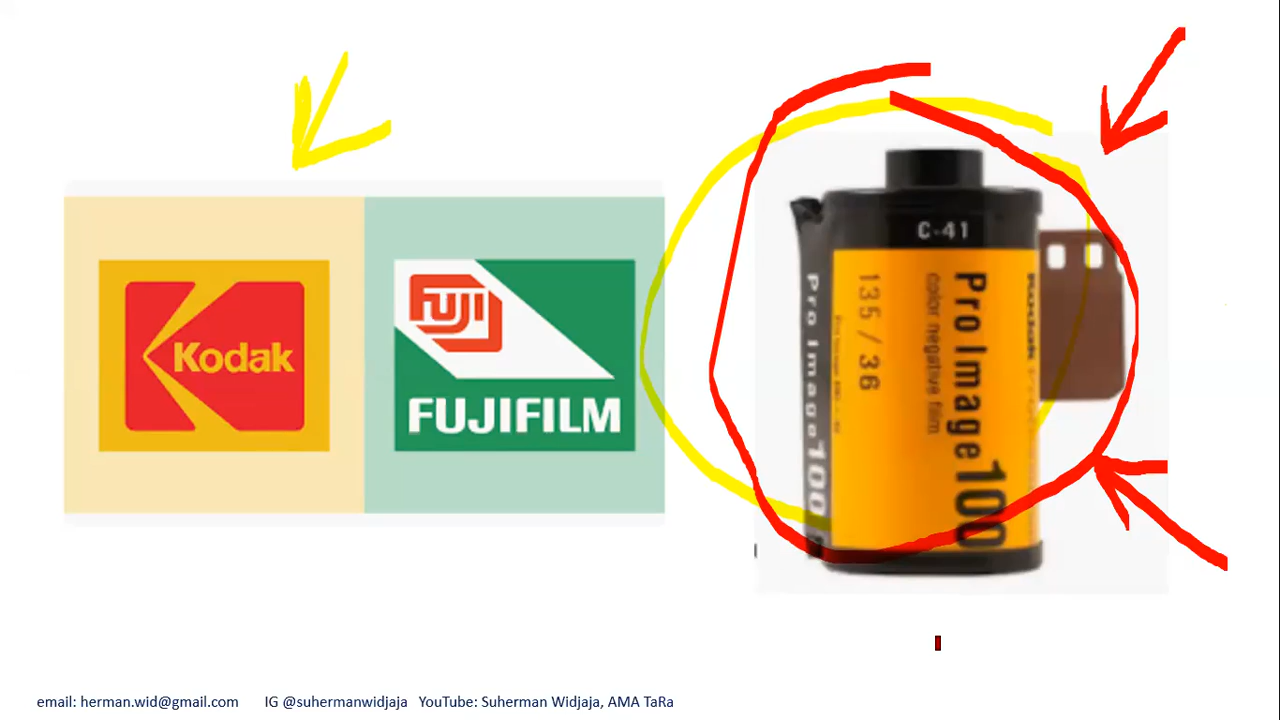 Kodak
FUJI
FUJIFILM
C-41
Pro Image 100
135 / 36
color negative film
Pro Image 100
Kodak
email: herman.wid@gmail.com IG @suhermanwidjaja YouTube: Suherman Widjaja, AMA TaRa